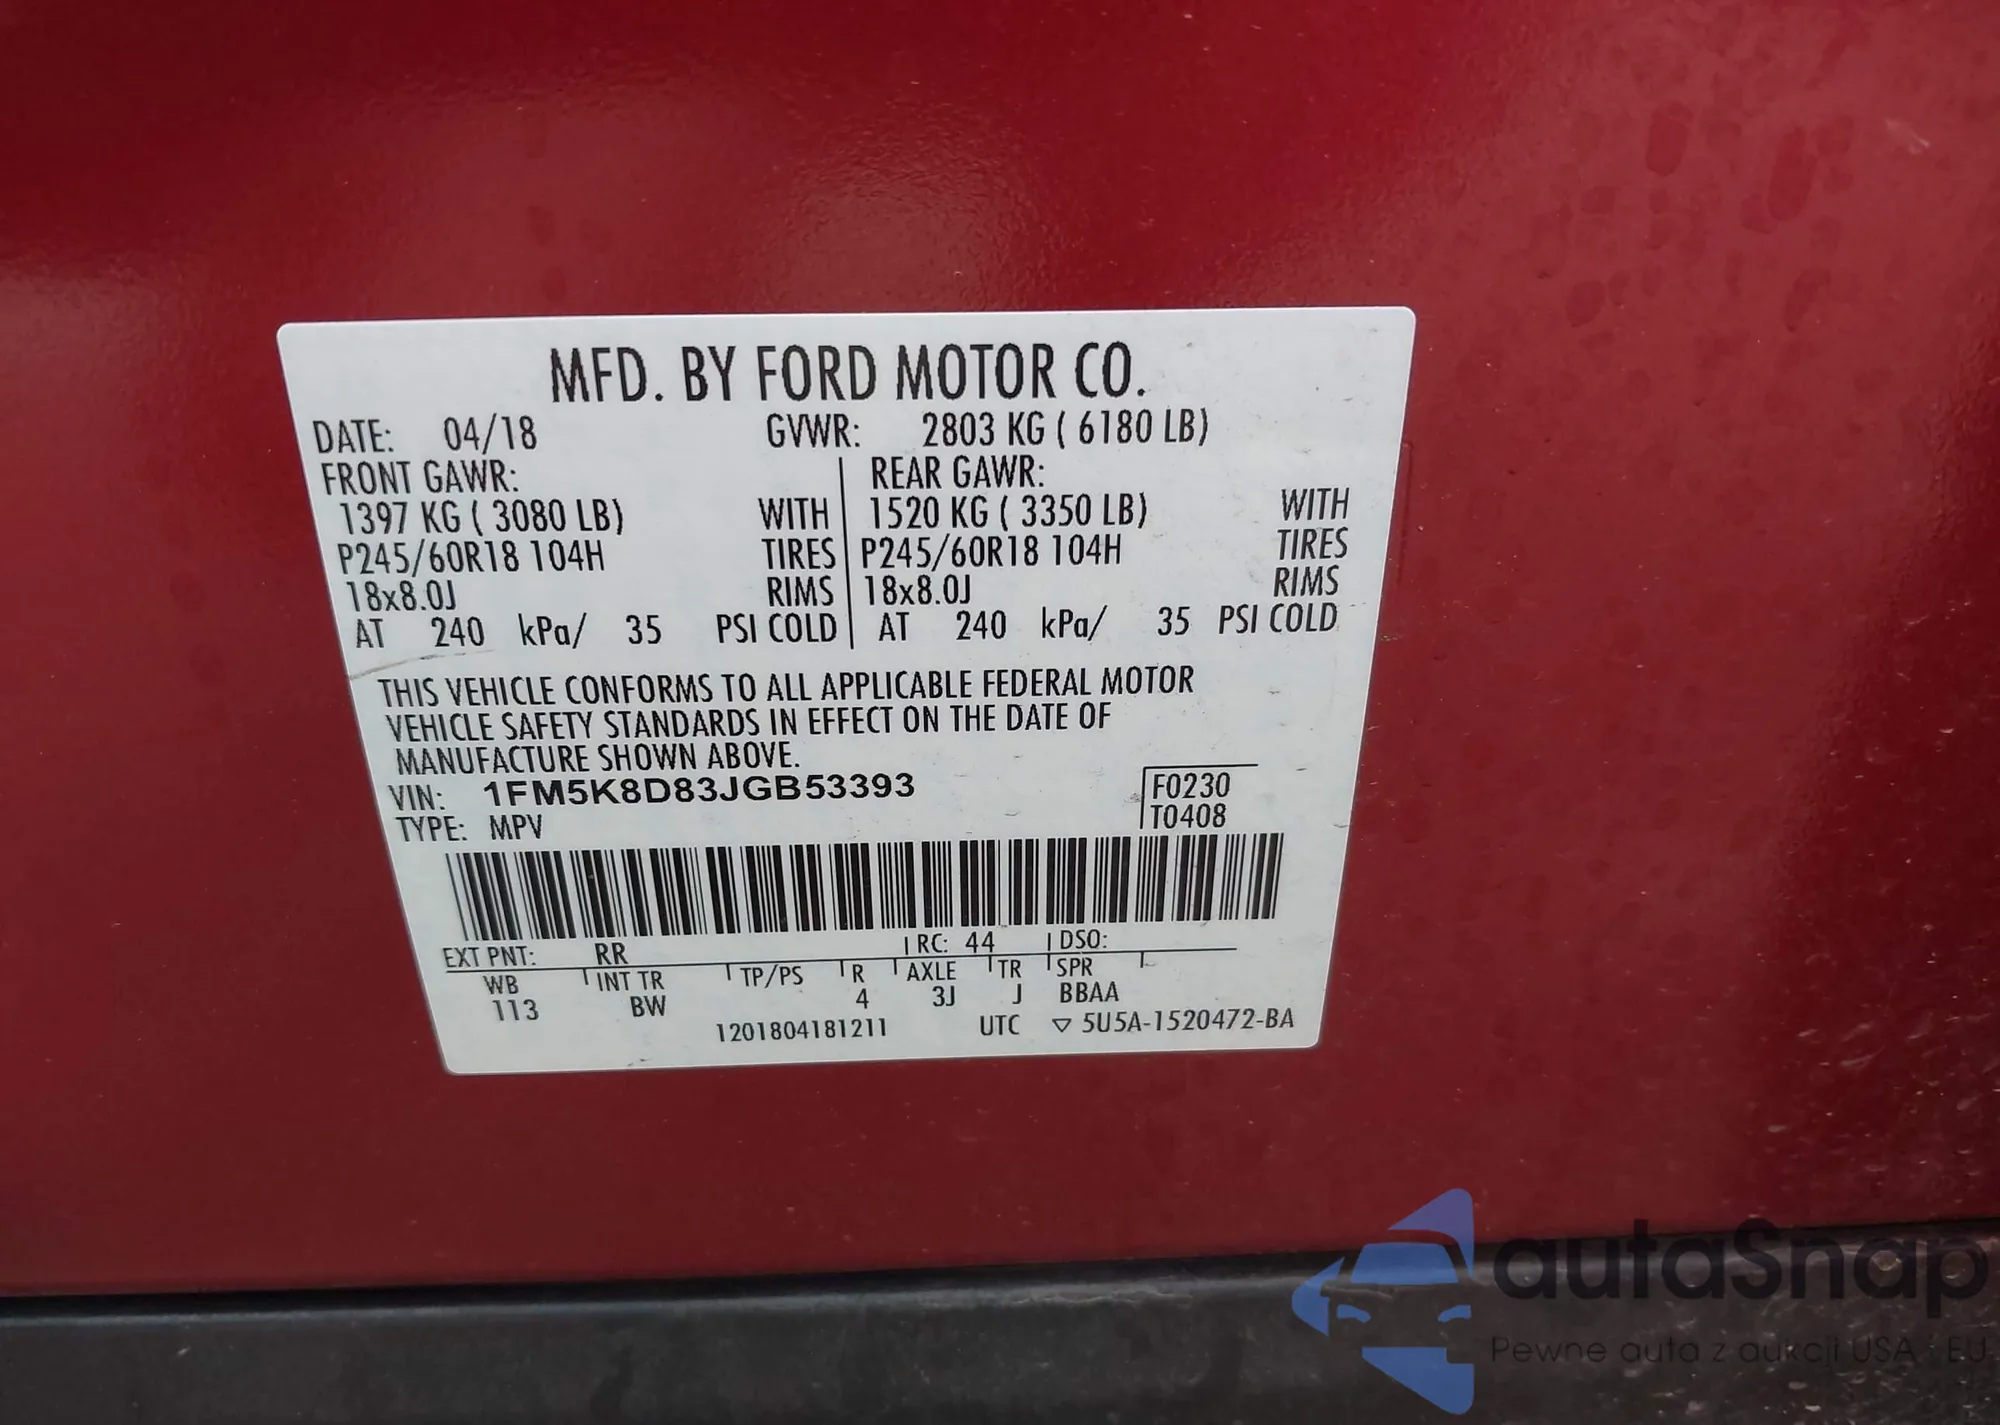 MFD. BY FORD MOTOR CO.
DATE: 04/18 GVWR: 2803 KG ( 6180 LB)
FRONT GAWR: REAR GAWR:
1397 KG ( 3080 LB) WITH 1520 KG ( 3350 LB) WITH
P245/60R18 104H TIRES P245/60R18 104H TIRES
18x8.0J RIMS 18x8.0J RIMS
AT 240 kPa/ 35 PSI COLD AT 240 kPa/ 35 PSI COLD
THIS VEHICLE CONFORMS TO ALL APPLICABLE FEDERAL MOTOR
VEHICLE SAFETY STANDARDS IN EFFECT ON THE DATE OF
MANUFACTURE SHOWN ABOVE.
VIN: 1FM5K8D83JGB53393 F0230
TYPE: MPV T0408
EXT PNT: RR RC: 44 DSO:
WB INT TR TP/PS R AXLE TR SPR
113 BW 4 3J J BBAA
1201804181211 UTC ▽ 5U5A-1520472-BA
autaSnap
Pewne auta z aukcji USA i EU